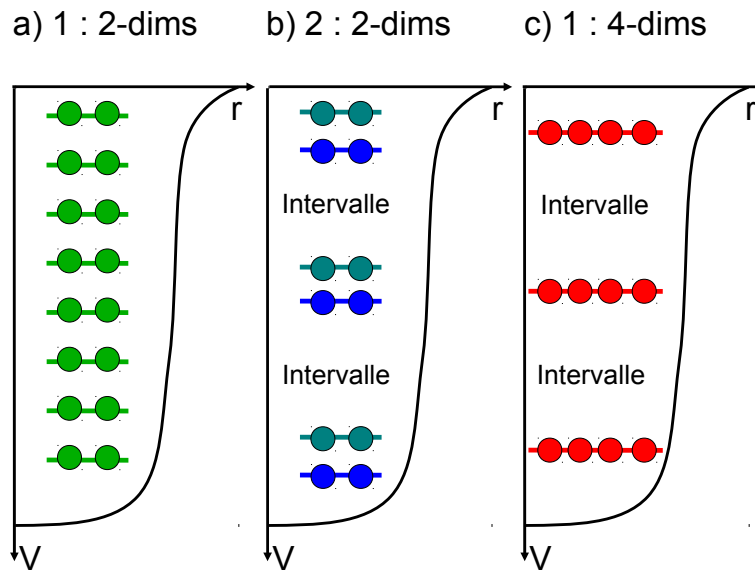 a) 1 : 2-dims
b) 2 : 2-dims
c) 1 : 4-dims
r
r
r
Intervalle
Intervalle
Intervalle
Intervalle
V
V
V